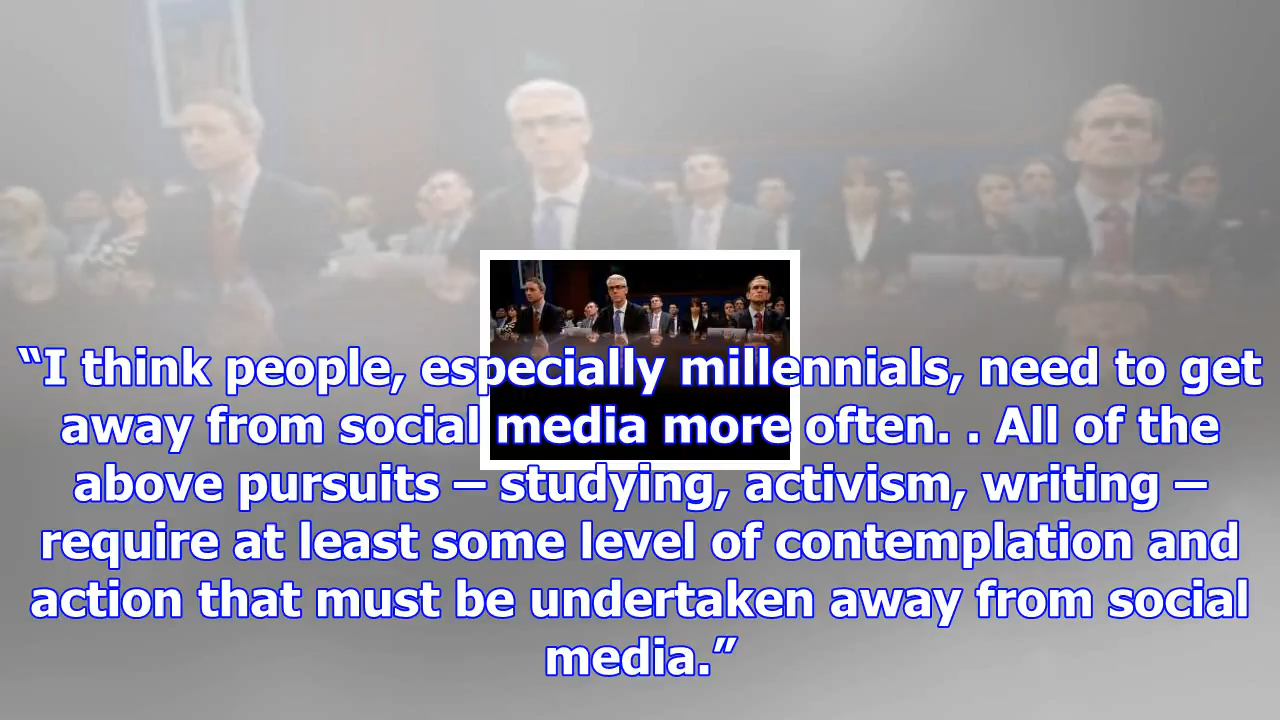 “I think people, especially millennials, need to get
away from social media more often. . All of the
above pursuits – studying, activism, writing –
require at least some level of contemplation and
action that must be undertaken away from social
media.”